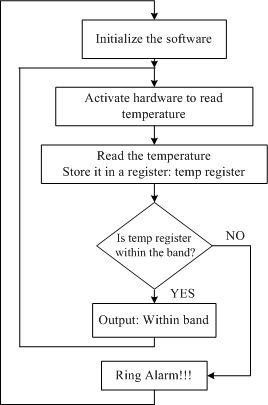 Initialize the software
Activate hardware to read
temperature
Read the temperature
Store it in a register: temp register
Is temp register
within the band?
NO
YES
Output: Within band
Ring Alarm!!!